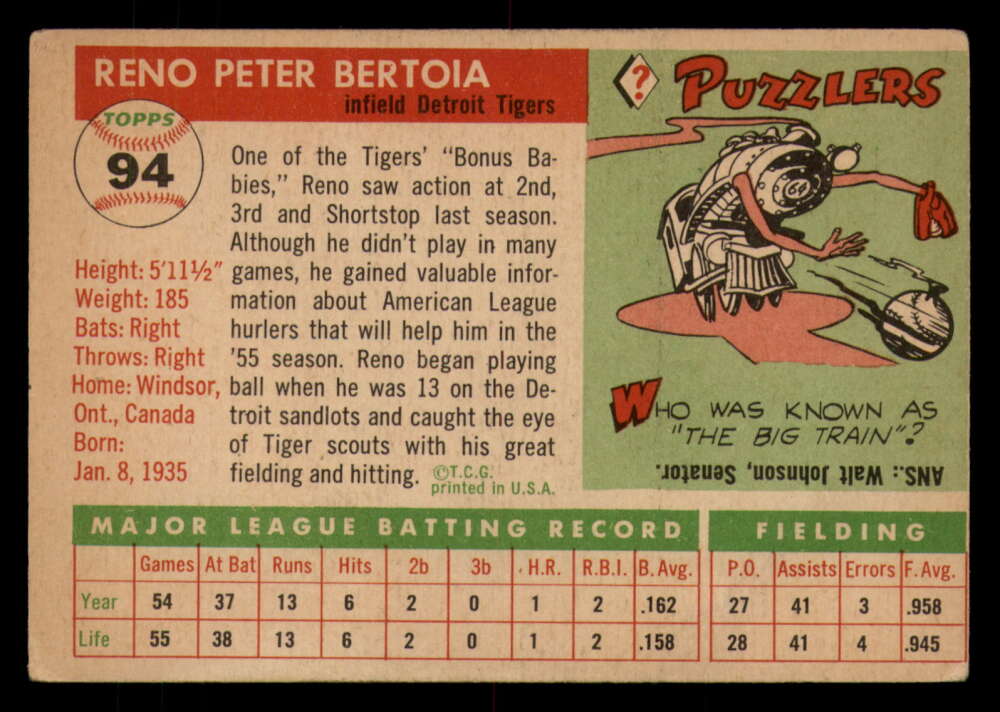 RENO PETER BERTOIA
infield Detroit Tigers
TOPPS
94
Height: 5'11½"
Weight: 185
Bats: Right
Throws: Right
Home: Windsor,
Ont., Canada
Born:
Jan. 8, 1935
One of the Tigers' "Bonus Ba-
bies," Reno saw action at 2nd,
3rd and Shortstop last season.
Although he didn't play in many
games, he gained valuable infor-
mation about American League
hurlers that will help him in the
'55 season. Reno began playing
ball when he was 13 on the De-
troit sandlots and caught the eye
of Tiger scouts with his great
fielding and hitting.
©T.C.G.
printed in U.S.A.
?
PUZZLERS
64
WHO WAS KNOWN AS
"THE BIG TRAIN"?
ANS.: Walt Johnson, Senator.
MAJOR LEAGUE BATTING RECORD
Games At Bat Runs Hits 2b 3b H.R. R.B.I. B. Avg.
Year 54 37 13 6 2 0 1 2 .162
Life 55 38 13 6 2 0 1 2 .158
FIELDING
P.O. Assists Errors F. Avg.
27 41 3 .958
28 41 4 .945